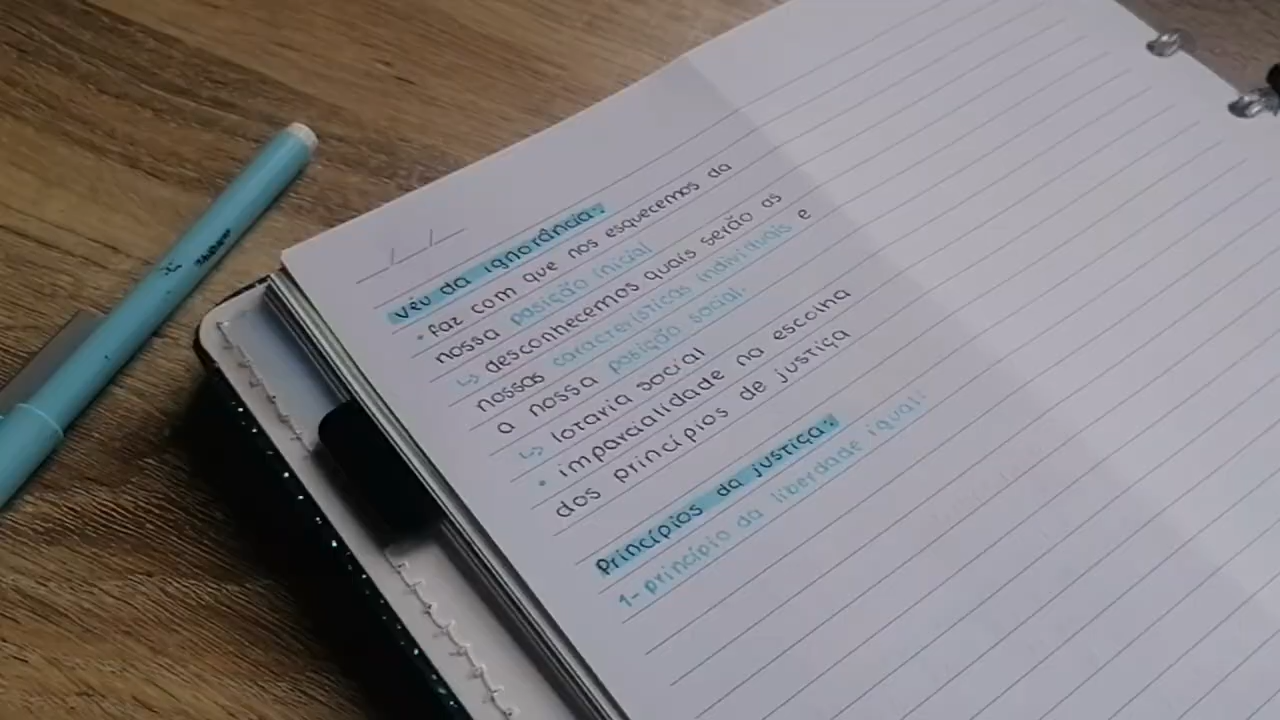 Véu da ignorância:
• faz com que nos esquecemos da
nossa posição inicial
↳ desconhecemos quais serão as
nossas características individuais e
a nossa posição social.
↳ lotaria social
• imparcialidade na escolha
dos princípios de justiça
Princípios da justiça:
1- princípio da liberdade igual: